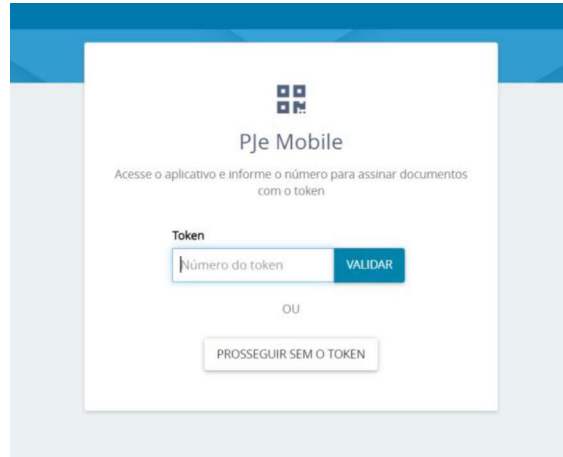 PJe Mobile
Acesse o aplicativo e informe o número para assinar documentos
com o token
Token
Número do token
VALIDAR
OU
PROSSEGUIR SEM O TOKEN